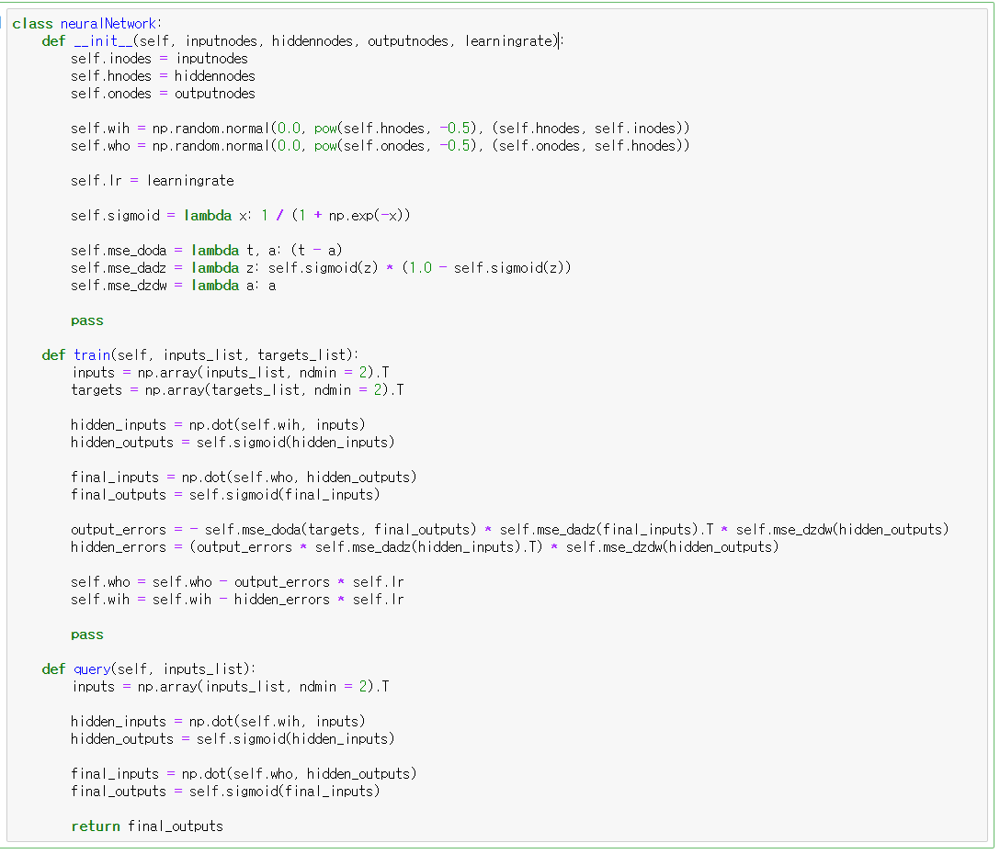 class neuralNetwork:
    def __init__(self, inputnodes, hiddennodes, outputnodes, learningrate):
        self.inodes = inputnodes
        self.hnodes = hiddennodes
        self.onodes = outputnodes

        self.wih = np.random.normal(0.0, pow(self.hnodes, -0.5), (self.hnodes, self.inodes))
        self.who = np.random.normal(0.0, pow(self.onodes, -0.5), (self.onodes, self.hnodes))

        self.lr = learningrate

        self.sigmoid = lambda x: 1 / (1 + np.exp(-x))

        self.mse_doda = lambda t, a: (t - a)
        self.mse_dadz = lambda z: self.sigmoid(z) * (1.0 - self.sigmoid(z))
        self.mse_dzdw = lambda a: a

        pass

    def train(self, inputs_list, targets_list):
        inputs = np.array(inputs_list, ndmin = 2).T
        targets = np.array(targets_list, ndmin = 2).T

        hidden_inputs = np.dot(self.wih, inputs)
        hidden_outputs = self.sigmoid(hidden_inputs)

        final_inputs = np.dot(self.who, hidden_outputs)
        final_outputs = self.sigmoid(final_inputs)

        output_errors = - self.mse_doda(targets, final_outputs) * self.mse_dadz(final_inputs).T * self.mse_dzdw(hidden_outputs)
        hidden_errors = (output_errors * self.mse_dadz(hidden_inputs).T) * self.mse_dzdw(hidden_outputs)

        self.who = self.who - output_errors * self.lr
        self.wih = self.wih - hidden_errors * self.lr

        pass

    def query(self, inputs_list):
        inputs = np.array(inputs_list, ndmin = 2).T

        hidden_inputs = np.dot(self.wih, inputs)
        hidden_outputs = self.sigmoid(hidden_inputs)

        final_inputs = np.dot(self.who, hidden_outputs)
        final_outputs = self.sigmoid(final_inputs)

        return final_outputs